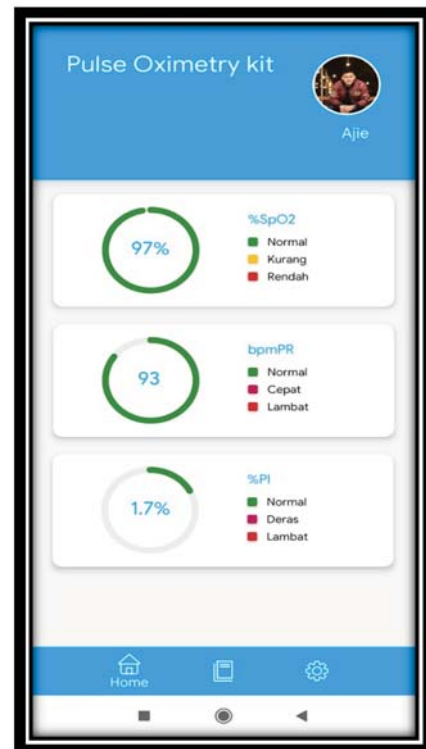 Pulse Oximetry kit
Ajie
97%
%SpO2
Normal
Kurang
Rendah
93
bpmPR
Normal
Cepat
Lambat
1.7%
%PI
Normal
Deras
Lambat
Home